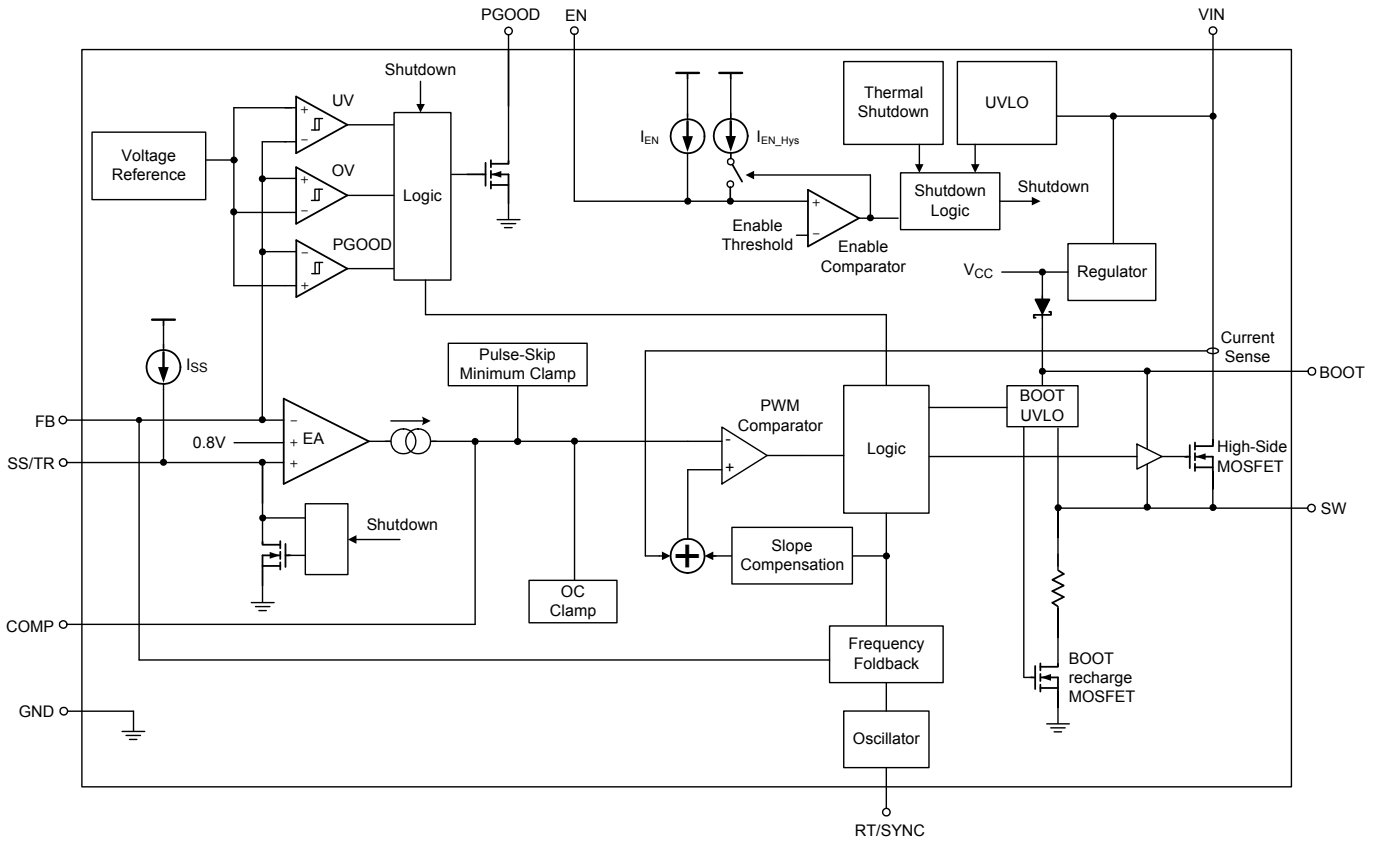 PGOOD
EN
VIN
Shutdown
UV
+
−
Voltage
Reference
OV
+
−
Logic
PGOOD
−
+
IEN
IEN_Hys
Thermal
Shutdown
UVLO
Shutdown
Logic
Shutdown
Enable
Threshold
+
−
Enable
Comparator
VCC
Regulator
Current
Sense
BOOT
ISS
Pulse-Skip
Minimum Clamp
BOOT
UVLO
FB
−
0.8V
+
EA
SS/TR
+
PWM
Comparator
-
+
Logic
High-Side
MOSFET
SW
Shutdown
+
Slope
Compensation
OC
Clamp
COMP
Frequency
Foldback
BOOT
recharge
MOSFET
GND
Oscillator
RT/SYNC